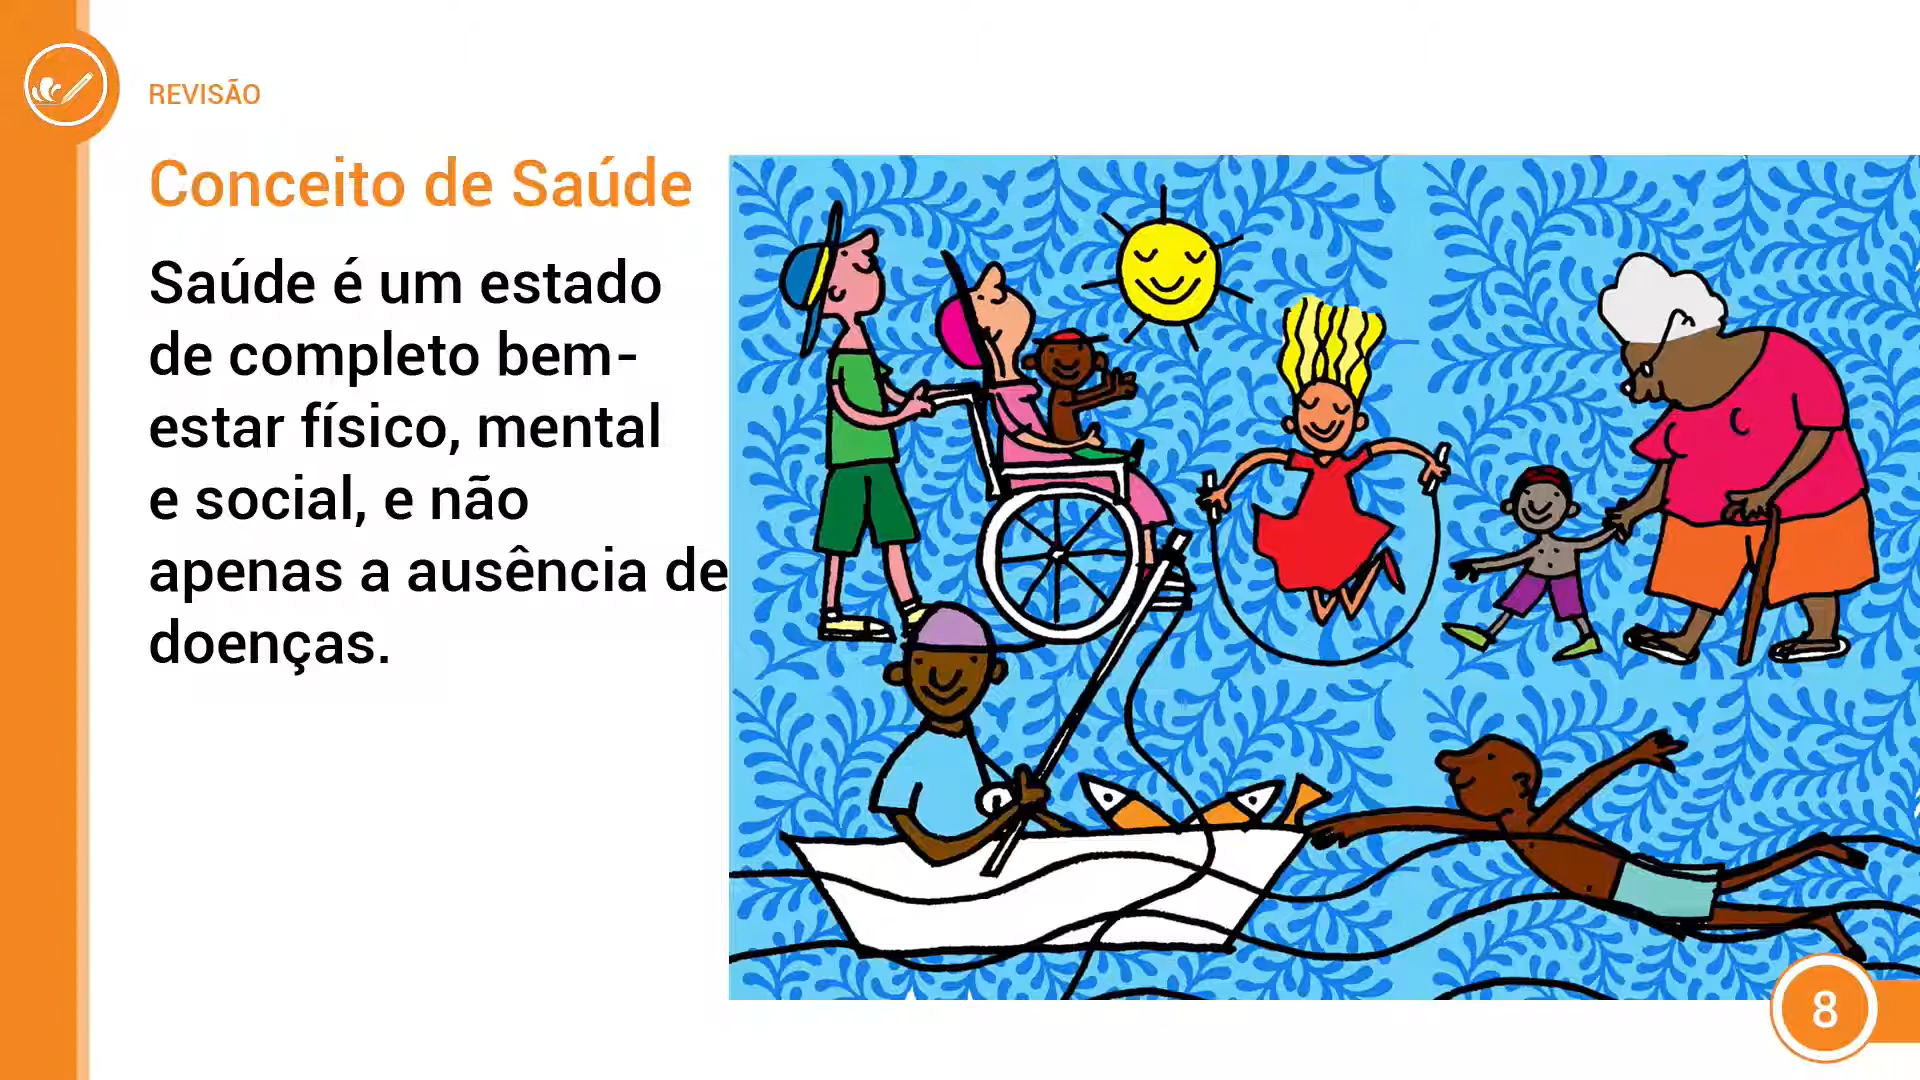 REVISÃO
Conceito de Saúde
Saúde é um estado
de completo bem-
estar físico, mental
e social, e não
apenas a ausência de
doenças.
8